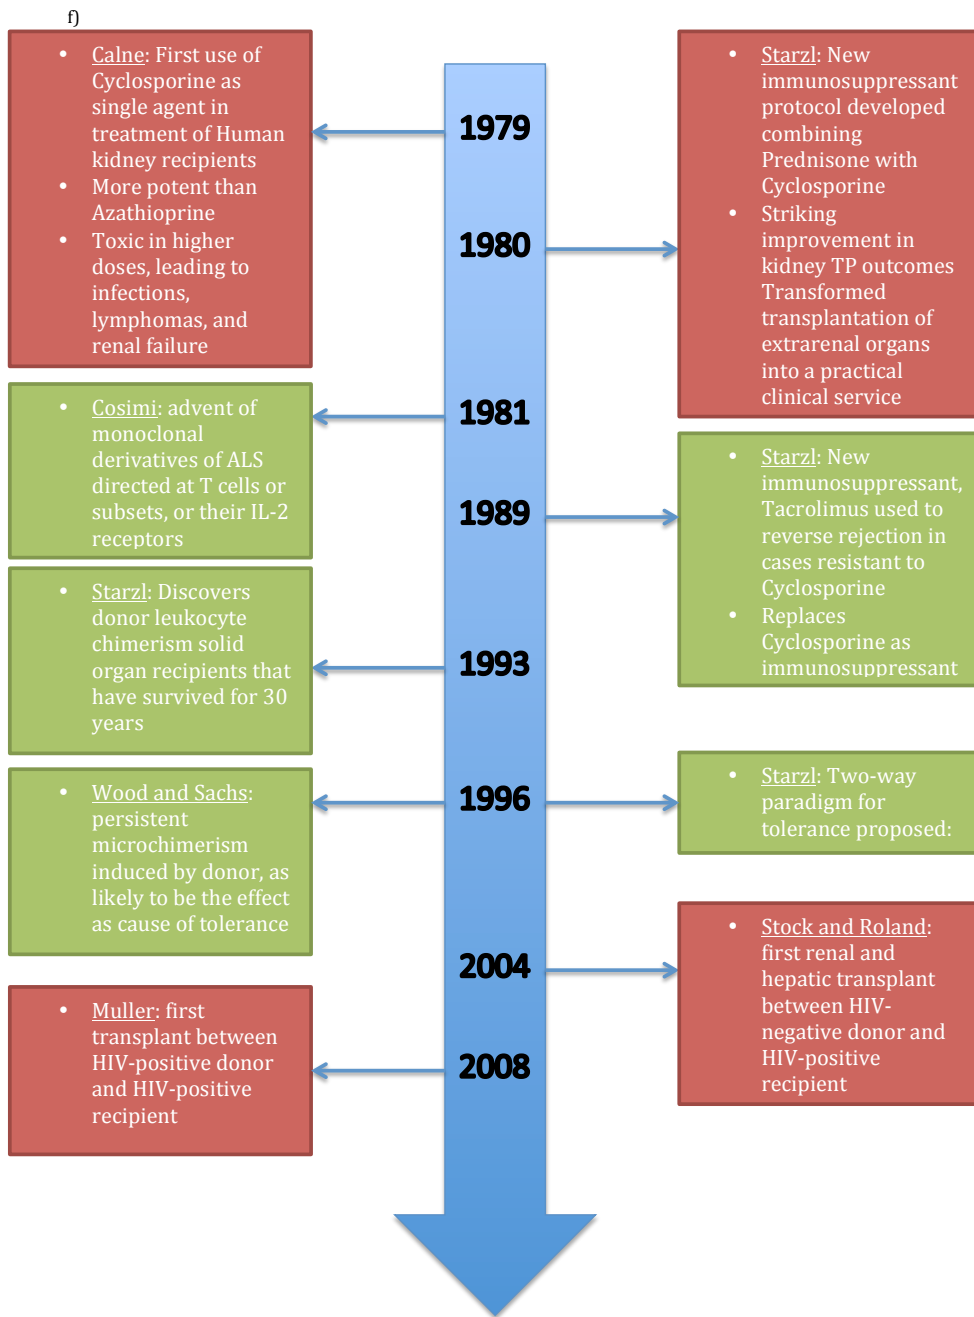 f)
• Calne: First use of
Cyclosporine as
single agent in
treatment of Human
kidney recipients
• More potent than
Azathioprine
• Toxic in higher
doses, leading to
infections,
lymphomas, and
renal failure
1979
• Starzl: New
immunosuppressant
protocol developed
combining
Prednisone with
Cyclosporine
• Striking
improvement in
kidney TP outcomes
Transformed
transplantation of
extrarenal organs
into a practical
clinical service
1980
• Cosimi: advent of
monoclonal
derivatives of ALS
directed at T cells or
subsets, or their IL-2
receptors
1981
• Starzl: New
immunosuppressant,
Tacrolimus used to
reverse rejection in
cases resistant to
Cyclosporine
• Replaces
Cyclosporine as
immunosuppressant
1989
• Starzl: Discovers
donor leukocyte
chimerism solid
organ recipients that
have survived for 30
years
1993
• Wood and Sachs:
persistent
microchimerism
induced by donor, as
likely to be the effect
as cause of tolerance
1996
• Starzl: Two-way
paradigm for
tolerance proposed:
2004
• Stock and Roland:
first renal and
hepatic transplant
between HIV-
negative donor and
HIV-positive
recipient
• Muller: first
transplant between
HIV-positive donor
and HIV-positive
recipient
2008